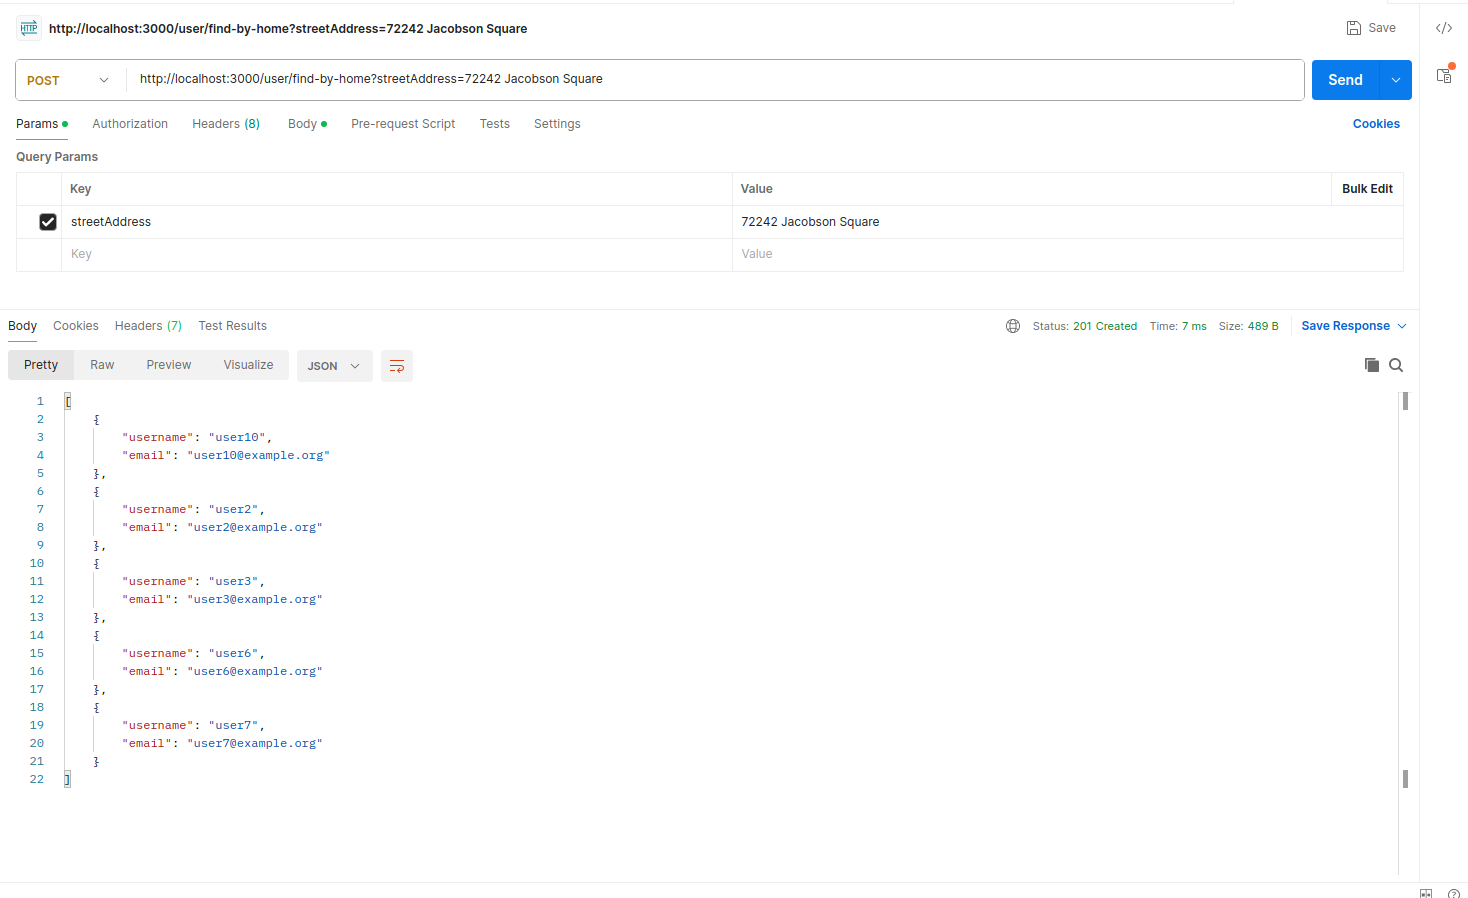 HTTP http://localhost:3000/user/find-by-home?streetAddress=72242 Jacobson Square Save
POST http://localhost:3000/user/find-by-home?streetAddress=72242 Jacobson Square Send
Params Authorization Headers (8) Body Pre-request Script Tests Settings Cookies
Query Params
Key Value Bulk Edit
streetAddress 72242 Jacobson Square
Key Value
Body Cookies Headers (7) Test Results Status: 201 Created Time: 7 ms Size: 489 B Save Response
Pretty Raw Preview Visualize JSON
1 [
2 {
3 "username": "user10",
4 "email": "user10@example.org"
5 },
6 {
7 "username": "user2",
8 "email": "user2@example.org"
9 },
10 {
11 "username": "user3",
12 "email": "user3@example.org"
13 },
14 {
15 "username": "user6",
16 "email": "user6@example.org"
17 },
18 {
19 "username": "user7",
20 "email": "user7@example.org"
21 }
22 ]